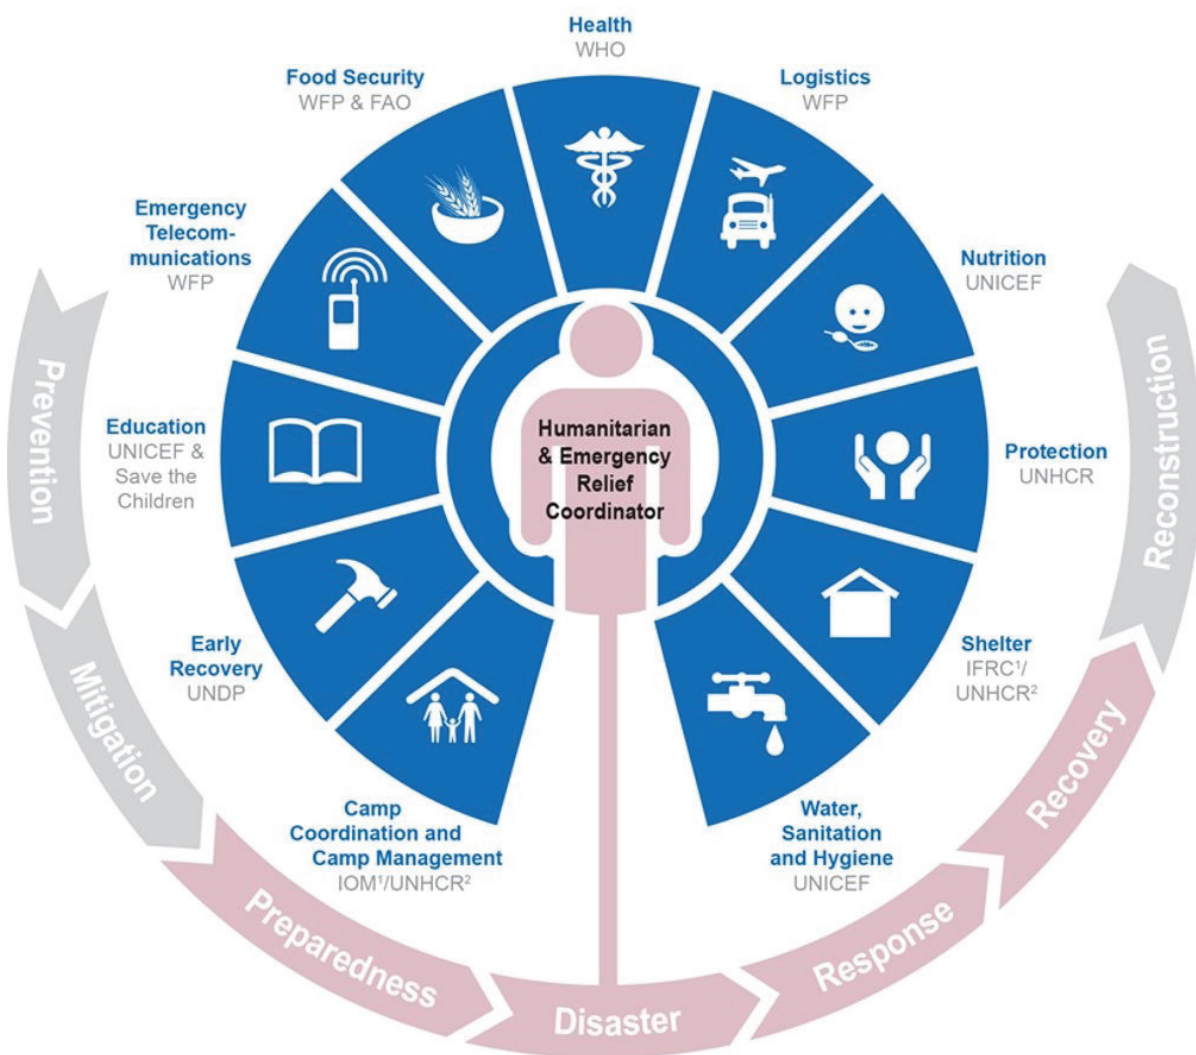 Health
WHO
Food Security
WFP & FAO
Logistics
WFP
Emergency
Telecom-
munications
WFP
Nutrition
UNICEF
Education
UNICEF &
Save the
Children
Protection
UNHCR
Humanitarian
& Emergency
Relief
Coordinator
Early
Recovery
UNDP
Shelter
IFRC¹/
UNHCR²
Camp
Coordination and
Camp Management
IOM¹/UNHCR²
Water,
Sanitation
and Hygiene
UNICEF
Prevention
Mitigation
Preparedness
Disaster
Response
Recovery
Reconstruction